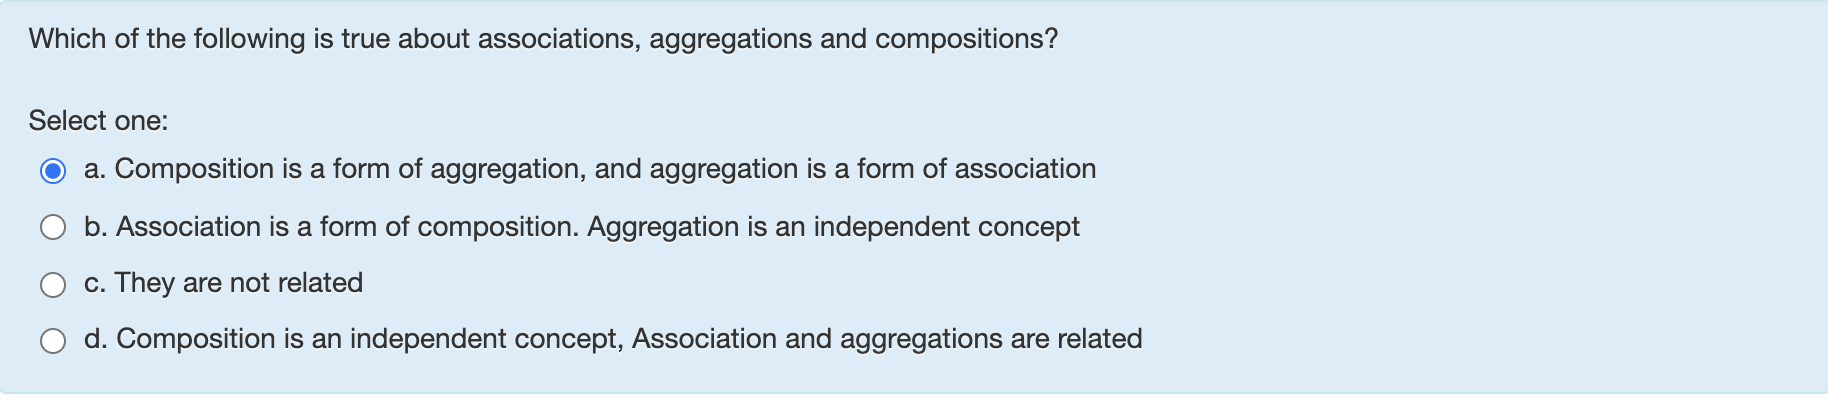 Which of the following is true about associations, aggregations and compositions?
Select one:
a. Composition is a form of aggregation, and aggregation is a form of association
b. Association is a form of composition. Aggregation is an independent concept
c. They are not related
d. Composition is an independent concept, Association and aggregations are related